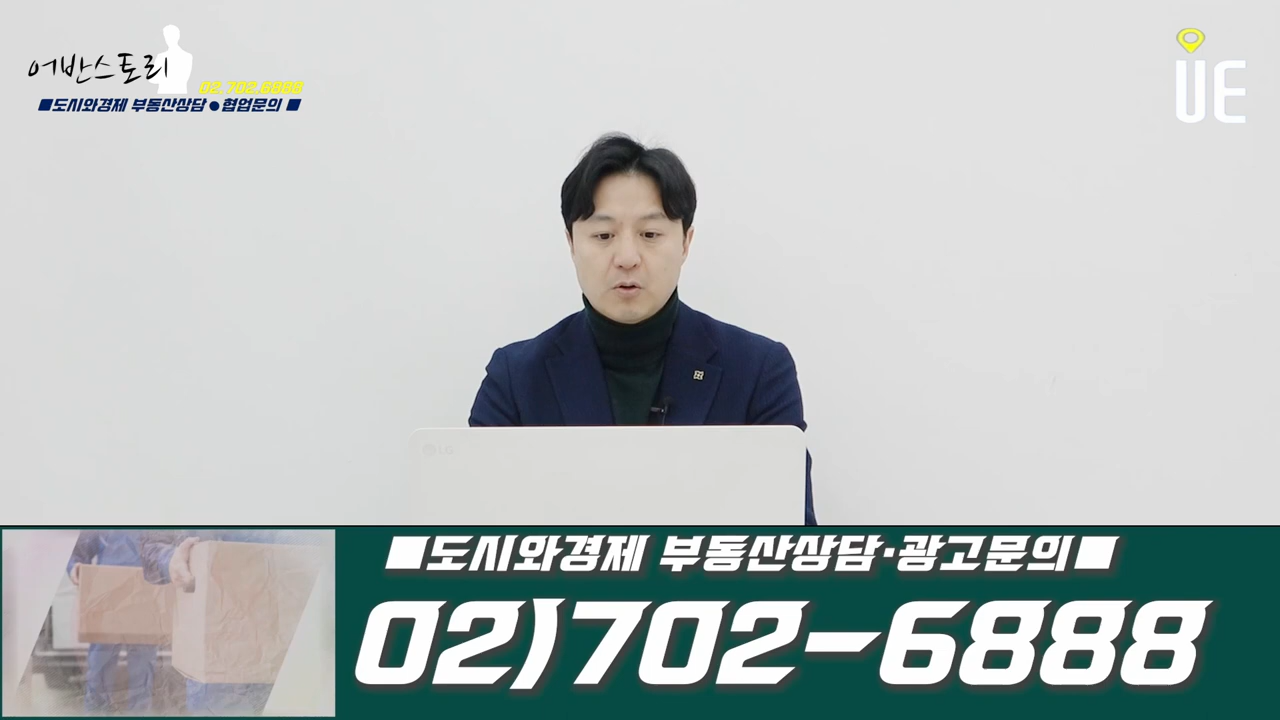 어반스토리
02.702.6888
■도시와경제 부동산상담●협업문의 ■
UE
LG
■도시와경제 부동산상담·광고문의■
02)702-6888